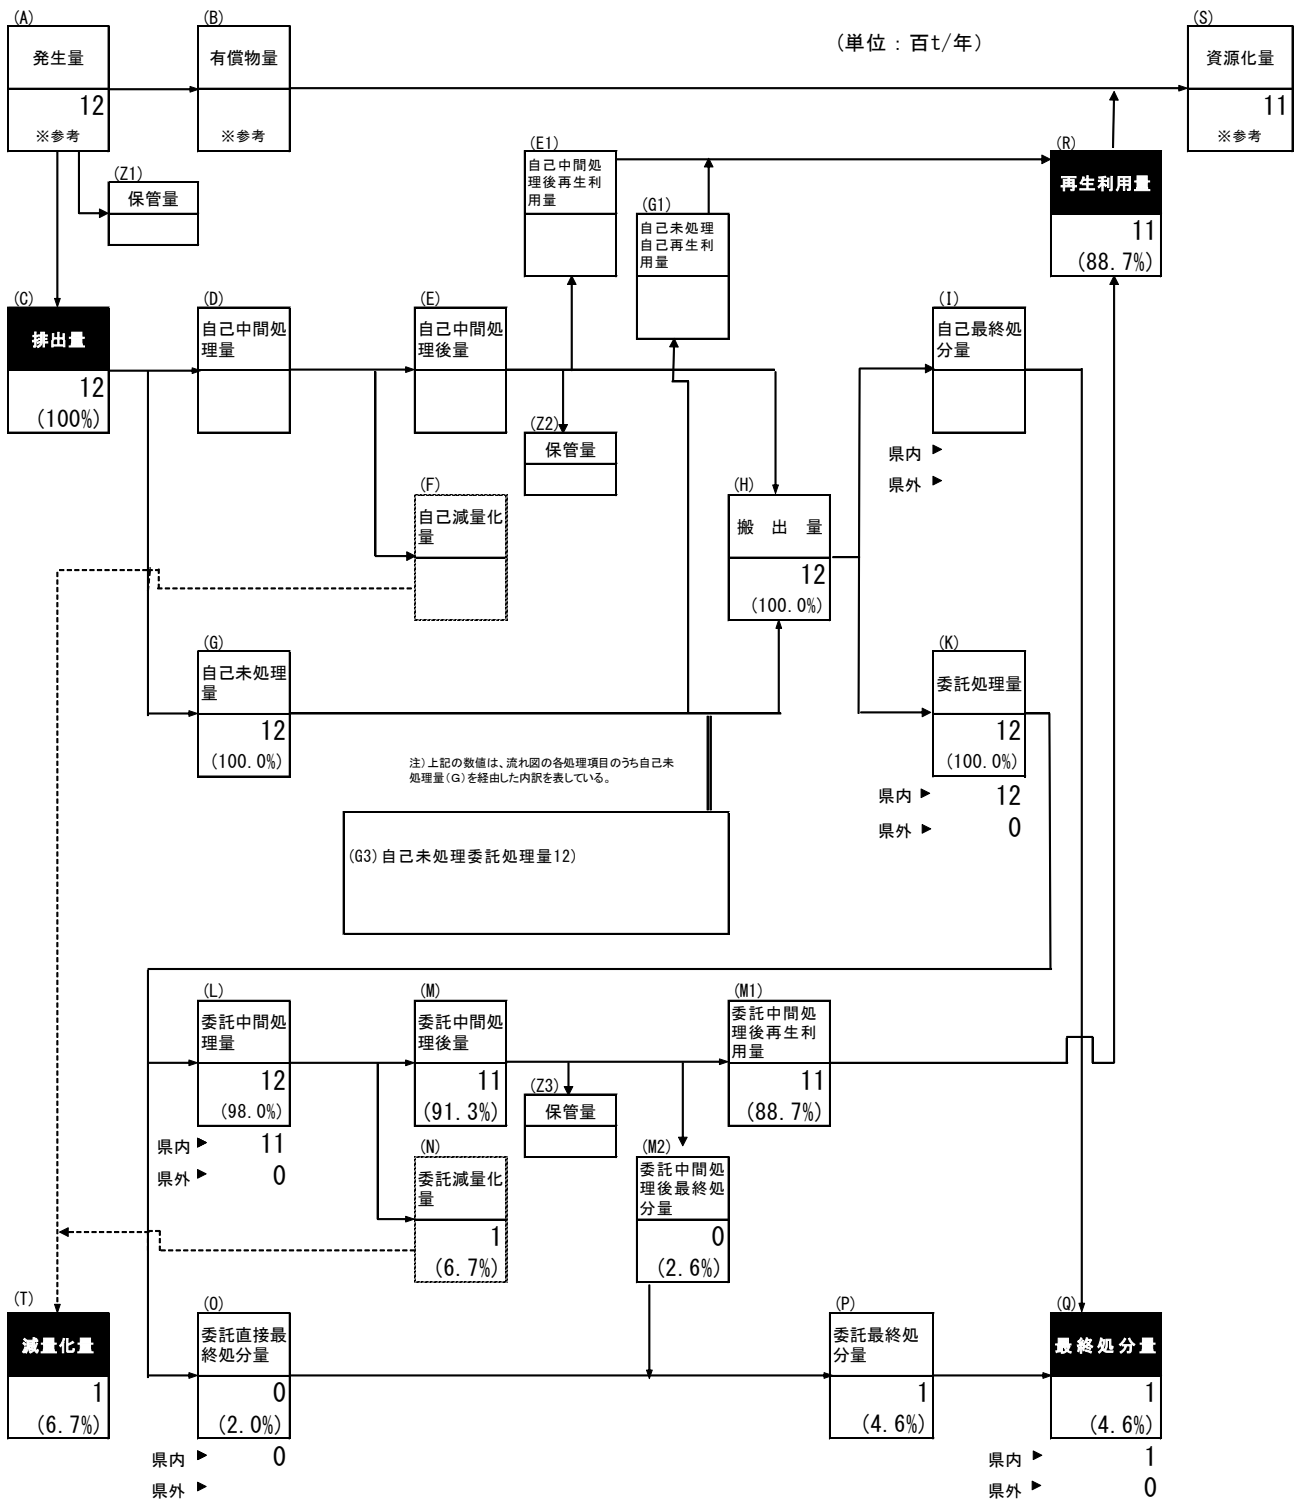 (A)
発生量
12
※参考
(B)
有償物量
※参考
(単位：百t/年)
(S)
資源化量
11
※参考
(Z1)
保管量
(E1)
自己中間処
理後再生利
用量
(G1)
自己未処理
自己再生利
用量
(R)
再生利用量
11
(88.7%)
(C)
排出量
12
(100%)
(D)
自己中間処
理量
(E)
自己中間処
理後量
(Z2)
保管量
(I)
自己最終処
分量
県内 ▶
県外 ▶
(F)
自己減量化
量
(H)
搬 出 量
12
(100.0%)
(G)
自己未処理
量
12
(100.0%)
(K)
委託処理量
12
(100.0%)
県内 ▶ 12
県外 ▶ 0
注)上記の数値は、流れ図の各処理項目のうち自己未
処理量(G)を経由した内訳を表している。
(G3)自己未処理委託処理量12)
(L)
委託中間処
理量
12
(98.0%)
県内 ▶ 11
県外 ▶ 0
(M)
委託中間処
理後量
11
(91.3%)
(Z3)
保管量
(M1)
委託中間処
理後再生利
用量
11
(88.7%)
(N)
委託減量化
量
1
(6.7%)
(M2)
委託中間処
理後最終処
分量
0
(2.6%)
(T)
減量化量
1
(6.7%)
(O)
委託直接最
終処分量
0
(2.0%)
県内 ▶ 0
県外 ▶
(P)
委託最終処
分量
1
(4.6%)
(Q)
最終処分量
1
(4.6%)
県内 ▶ 1
県外 ▶ 0